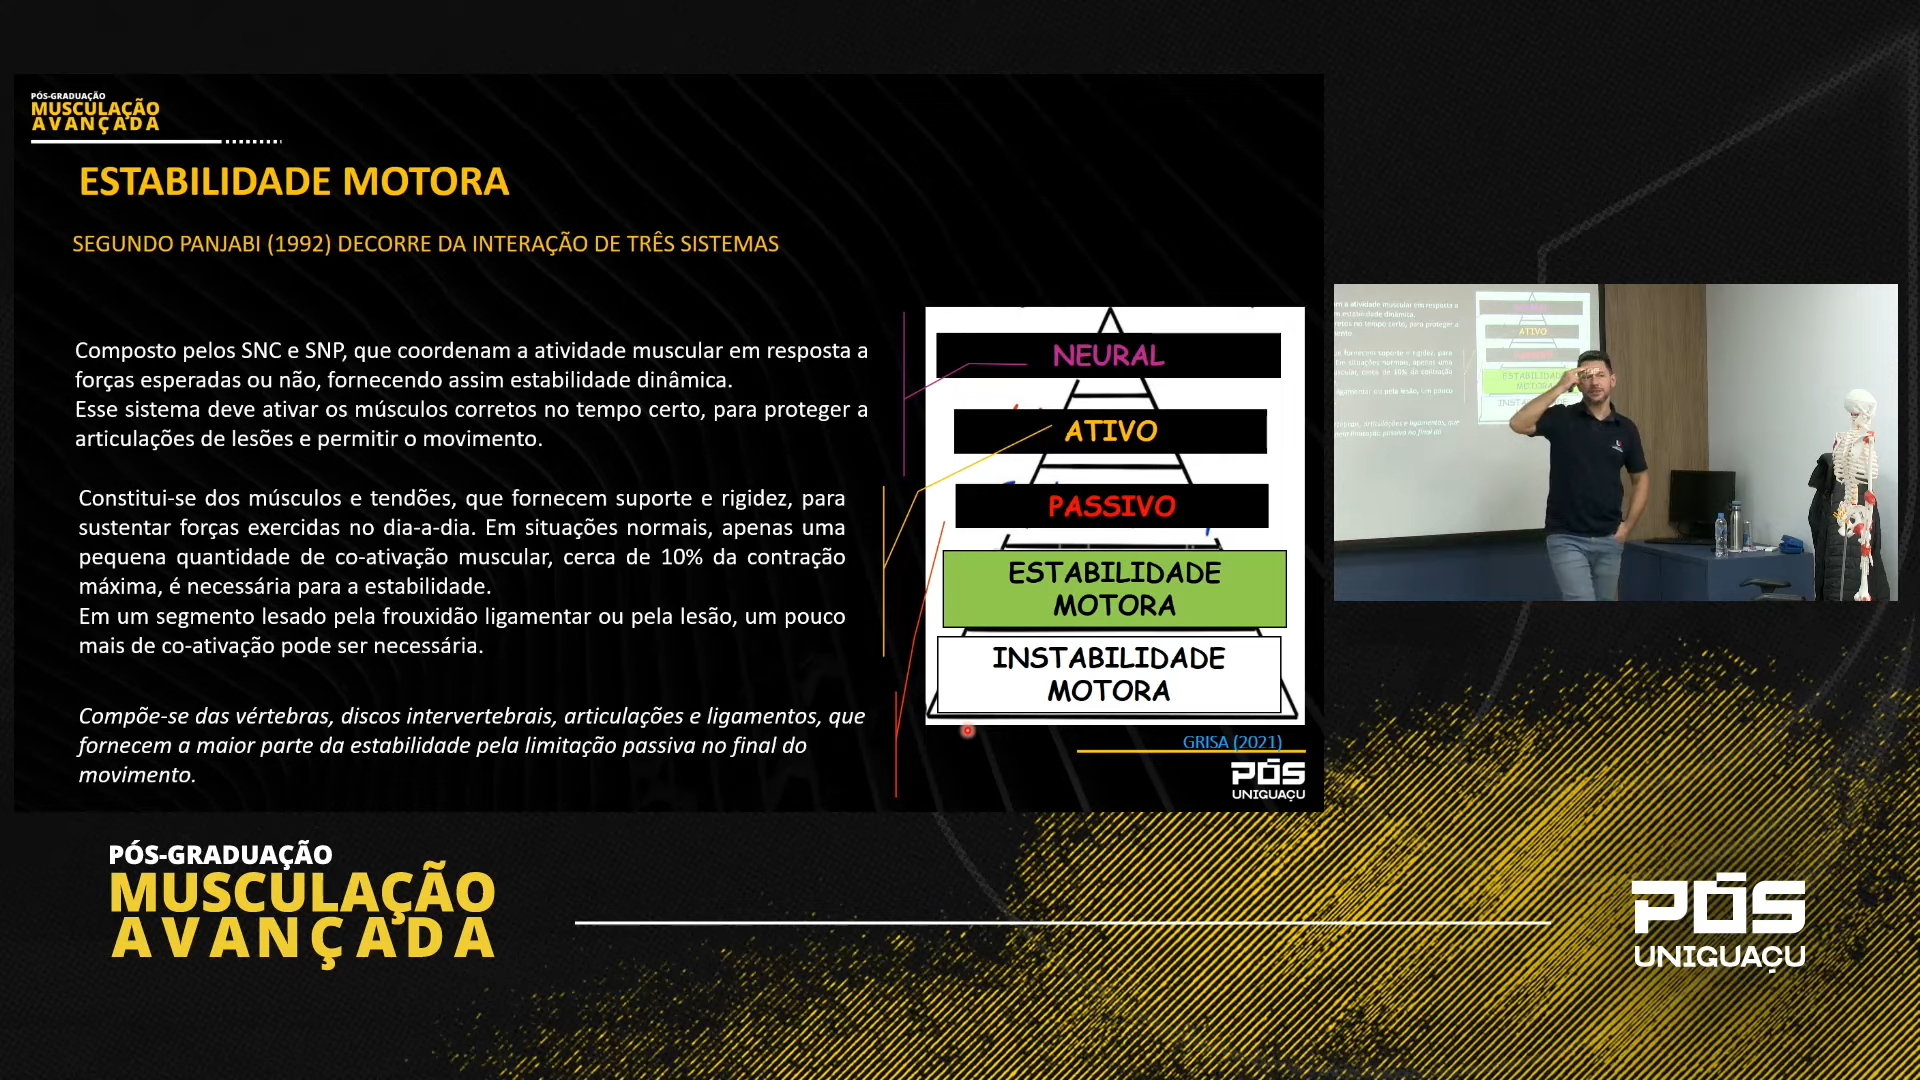 PÓS-GRADUAÇÃO
MUSCULAÇÃO
AVANÇADA
ESTABILIDADE MOTORA
SEGUNDO PANJABI (1992) DECORRE DA INTERAÇÃO DE TRÊS SISTEMAS
Composto pelos SNC e SNP, que coordenam a atividade muscular em resposta a
forças esperadas ou não, fornecendo assim estabilidade dinâmica.
Esse sistema deve ativar os músculos corretos no tempo certo, para proteger a
articulações de lesões e permitir o movimento.
Constitui-se dos músculos e tendões, que fornecem suporte e rigidez, para
sustentar forças exercidas no dia-a-dia. Em situações normais, apenas uma
pequena quantidade de co-ativação muscular, cerca de 10% da contração
máxima, é necessária para a estabilidade.
Em um segmento lesado pela frouxidão ligamentar ou pela lesão, um pouco
mais de co-ativação pode ser necessária.
Compõe-se das vértebras, discos intervertebrais, articulações e ligamentos, que
fornecem a maior parte da estabilidade pela limitação passiva no final do
movimento.
NEURAL
ATIVO
PASSIVO
ESTABILIDADE
MOTORA
INSTABILIDADE
MOTORA
GRISA (2021)
PÓS
UNIGUAÇU
ATIVO
PÓS-GRADUAÇÃO
MUSCULAÇÃO
AVANÇADA
PÓS
UNIGUAÇU